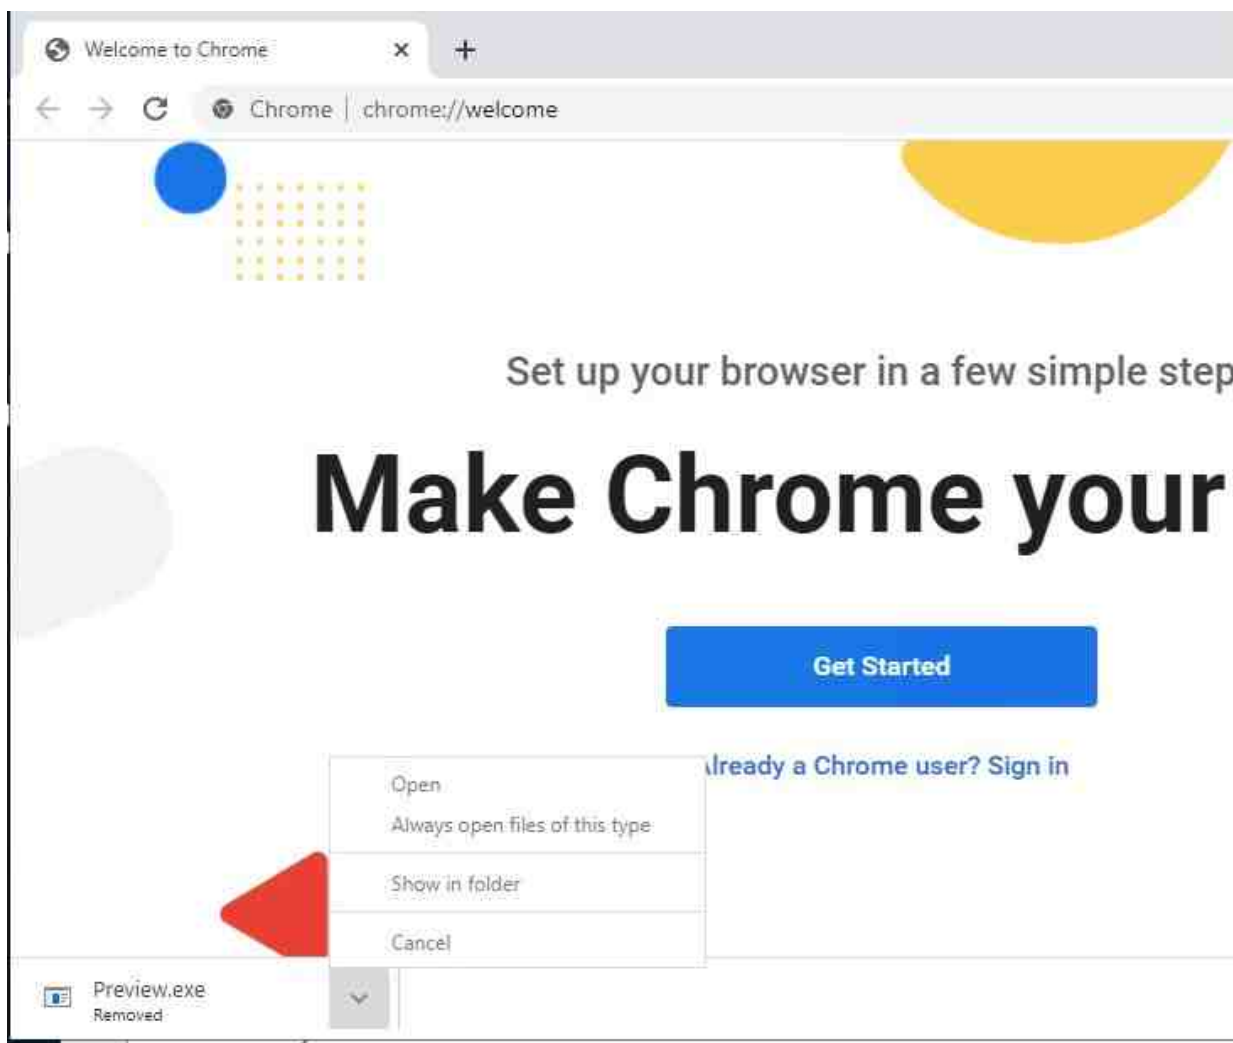 Welcome to Chrome
Chrome | chrome://welcome
Set up your browser in a few simple step
Make Chrome your
Get Started
lready a Chrome user? Sign in
Open
Always open files of this type
Show in folder
Cancel
Preview.exe
Removed